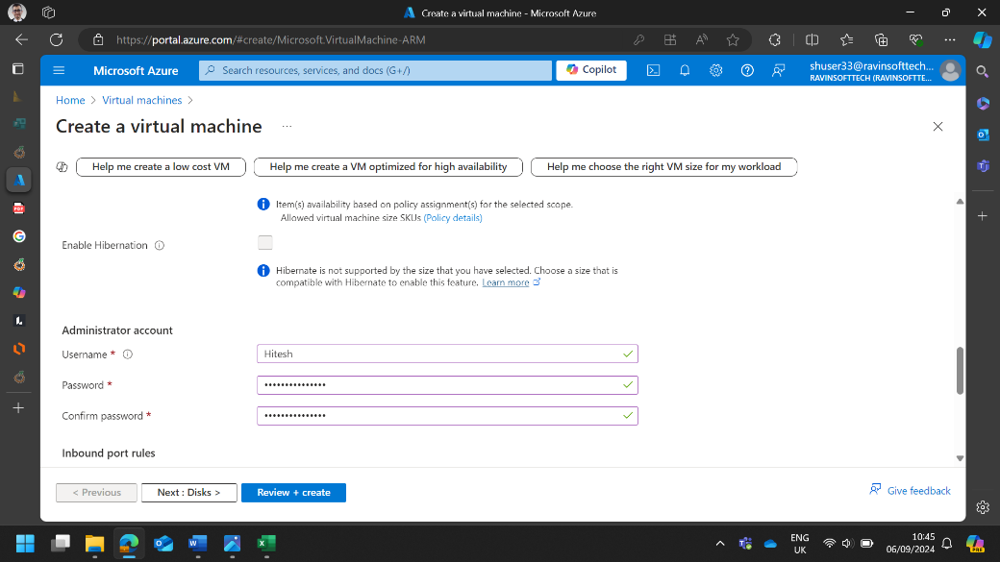 Create a virtual machine - Microsoft Azure
https://portal.azure.com/#create/Microsoft.VirtualMachine-ARM
Microsoft Azure
Search resources, services, and docs (G+/)
Copilot
shuser33@ravinsofttech...
RAVINSOFTTECH (RAVINSOFTTE...
Home > Virtual machines >
Create a virtual machine ...
Help me create a low cost VM
Help me create a VM optimized for high availability
Help me choose the right VM size for my workload
Item(s) availability based on policy assignment(s) for the selected scope.
Allowed virtual machine size SKUs (Policy details)
Enable Hibernation
Hibernate is not supported by the size that you have selected. Choose a size that is
compatible with Hibernate to enable this feature. Learn more
Administrator account
Username *
Hitesh
Password *
•••••••••••••••
Confirm password *
•••••••••••••••
Inbound port rules
< Previous
Next : Disks >
Review + create
Give feedback
ENG
UK
10:45
06/09/2024